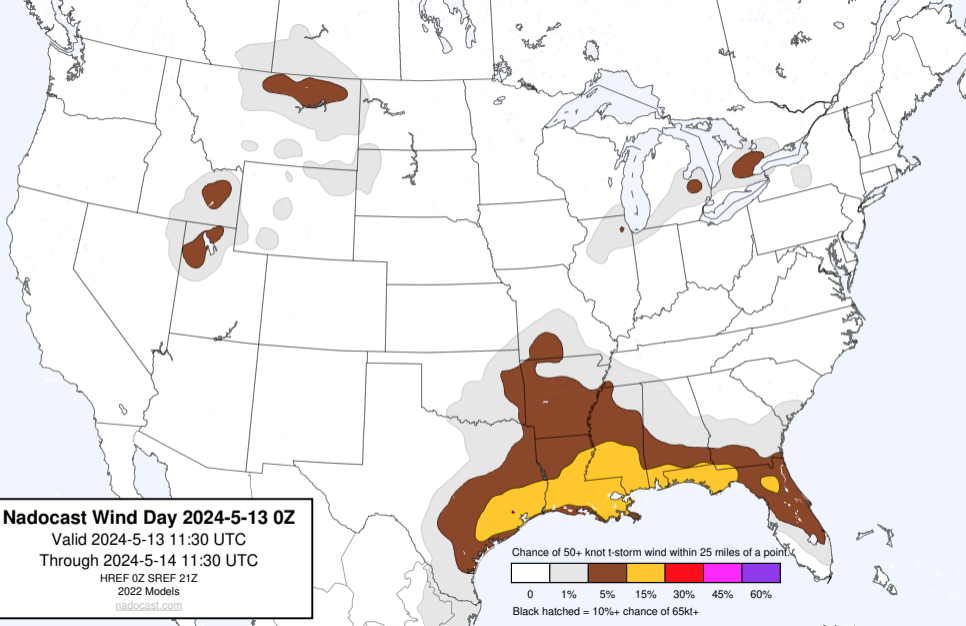 Nadocast Wind Day 2024-5-13 0Z
Valid 2024-5-13 11:30 UTC
Through 2024-5-14 11:30 UTC
HREF 0Z SREF 21Z
2022 Models
nadocast.com
Chance of 50+ knot t-storm wind within 25 miles of a point.
0 1% 5% 15% 30% 45% 60%
Black hatched = 10%+ chance of 65kt+